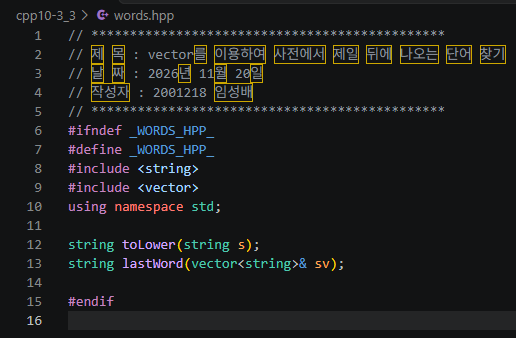 cpp10-3_3 > words.hpp
1 // **********************************************
2 // 제 목 : vector를 이용하여 사전에서 제일 뒤에 나오는 단어 찾기
3 // 날 짜 : 2026년 11월 20일
4 // 작성자 : 2001218 임성배
5 // **********************************************
6 #ifndef _WORDS_HPP_
7 #define _WORDS_HPP_
8 #include <string>
9 #include <vector>
10 using namespace std;
11
12 string toLower(string s);
13 string lastWord(vector<string>& sv);
14
15 #endif
16